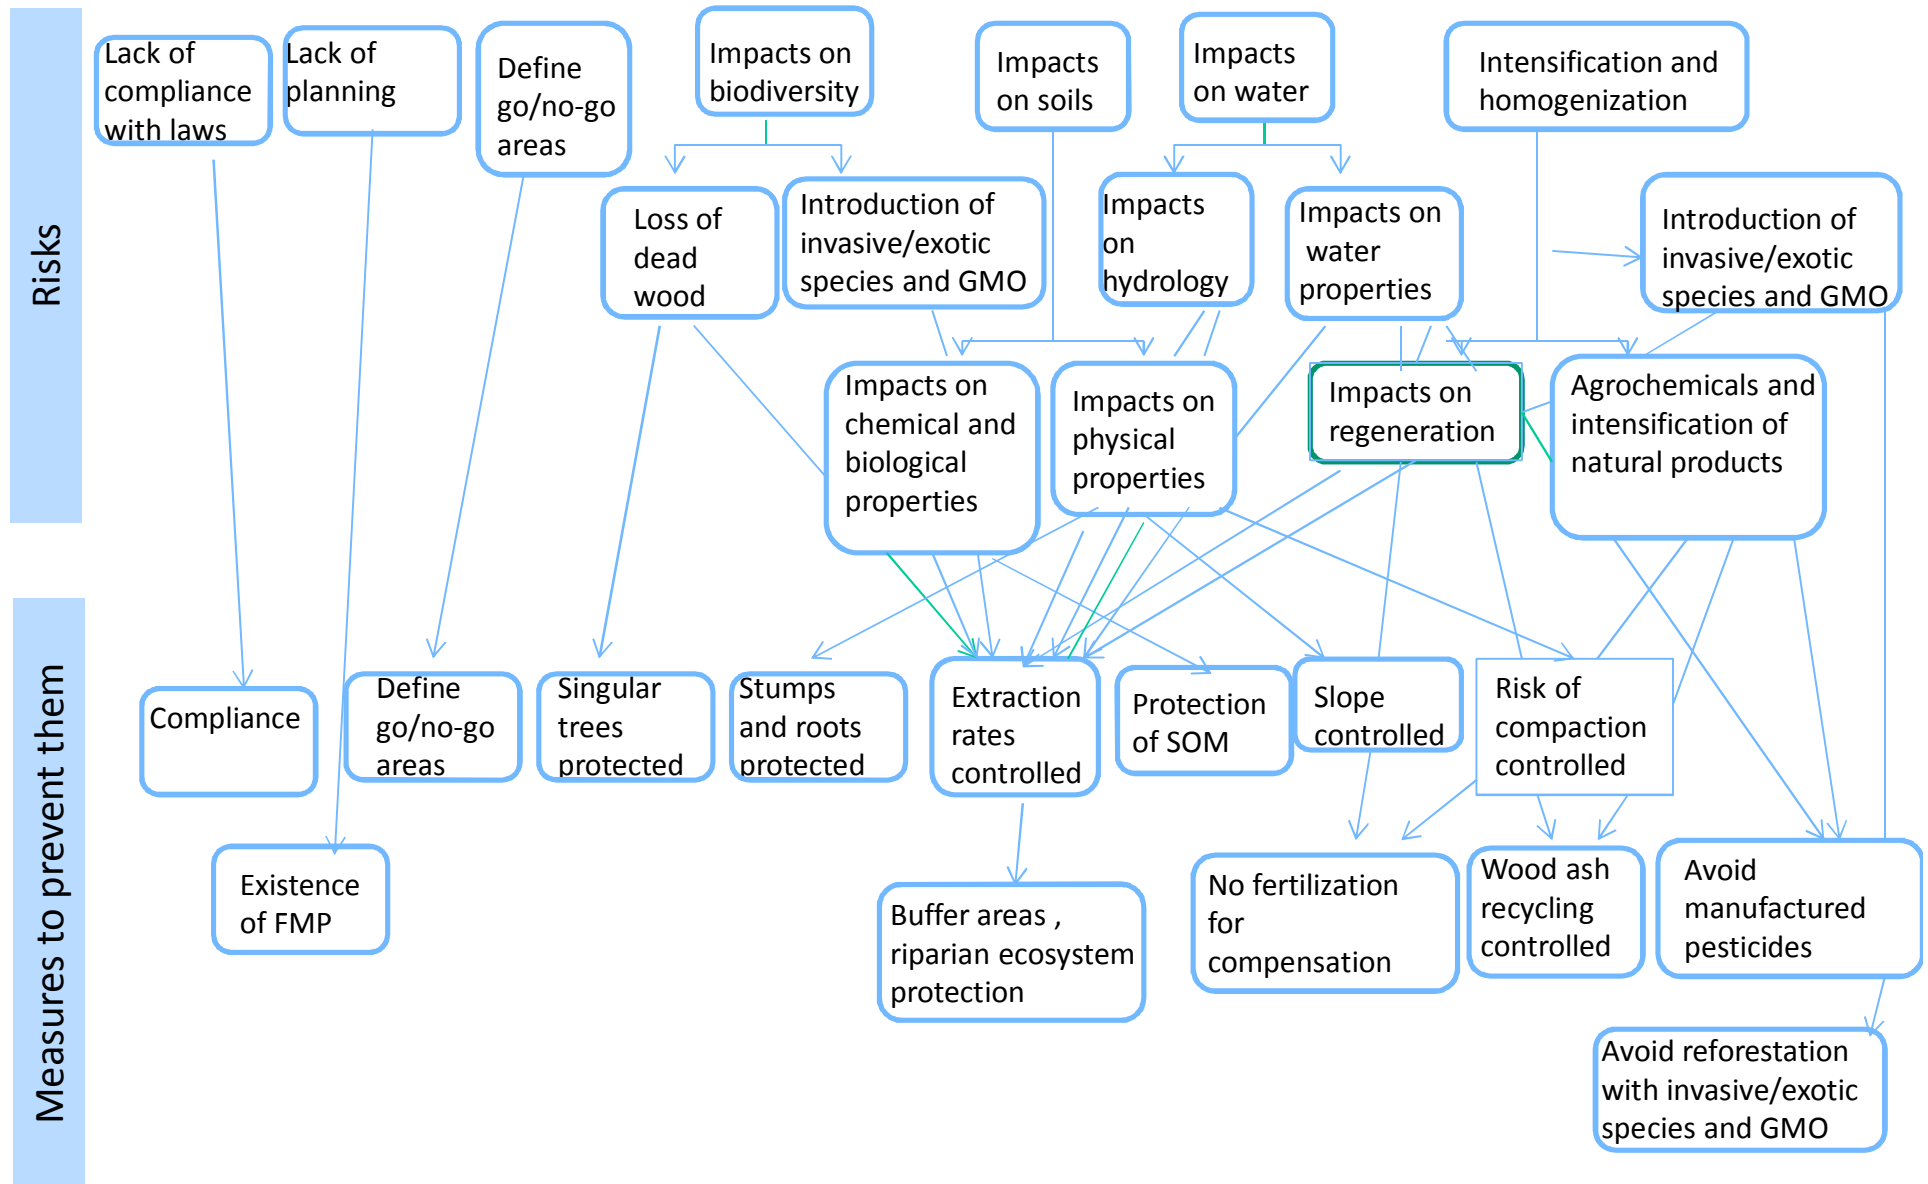 Risks
Lack of
compliance
with laws
Lack of
planning
Define
go/no-go
areas
Impacts on
biodiversity
Impacts
on soils
Impacts
on water
Intensification and
homogenization
Loss of
dead
wood
Introduction of
invasive/exotic
species and GMO
Impacts
on
hydrology
Impacts on
water
properties
Introduction of
invasive/exotic
species and GMO
Impacts on
chemical and
biological
properties
Impacts on
physical
properties
Impacts on
regeneration
Agrochemicals and
intensification of
natural products
Measures to prevent them
Compliance
Define
go/no-go
areas
Singular
trees
protected
Stumps
and roots
protected
Extraction
rates
controlled
Protection
of SOM
Slope
controlled
Risk of
compaction
controlled
Existence
of FMP
Buffer areas ,
riparian ecosystem
protection
No fertilization
for
compensation
Wood ash
recycling
controlled
Avoid
manufactured
pesticides
Avoid reforestation
with invasive/exotic
species and GMO